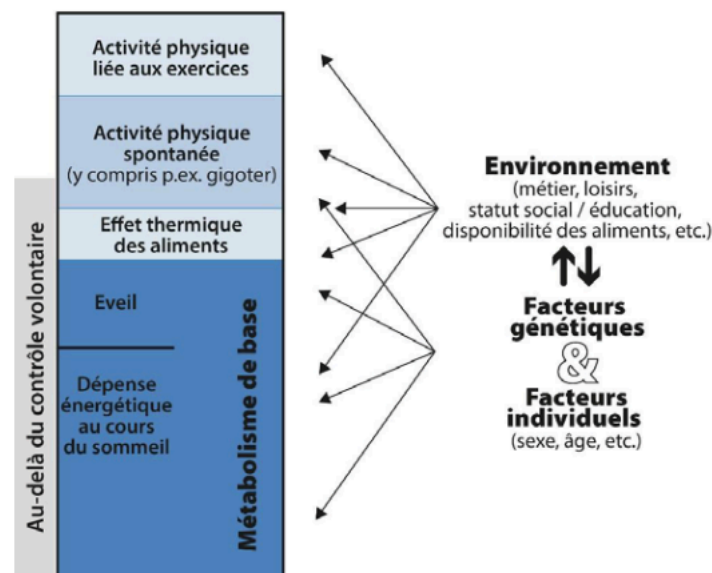 Activité physique
liée aux exercices
Activité physique
spontanée
(y compris p.ex. gigoter)
Effet thermique
des aliments
Eveil
Dépense
énergétique
au cours
du sommeil
Métabolisme de base
Au-delà du contrôle volontaire
Environnement
(métier, loisirs,
statut social / éducation,
disponibilité des aliments, etc.)
Facteurs
génétiques
&
Facteurs
individuels
(sexe, âge, etc.)